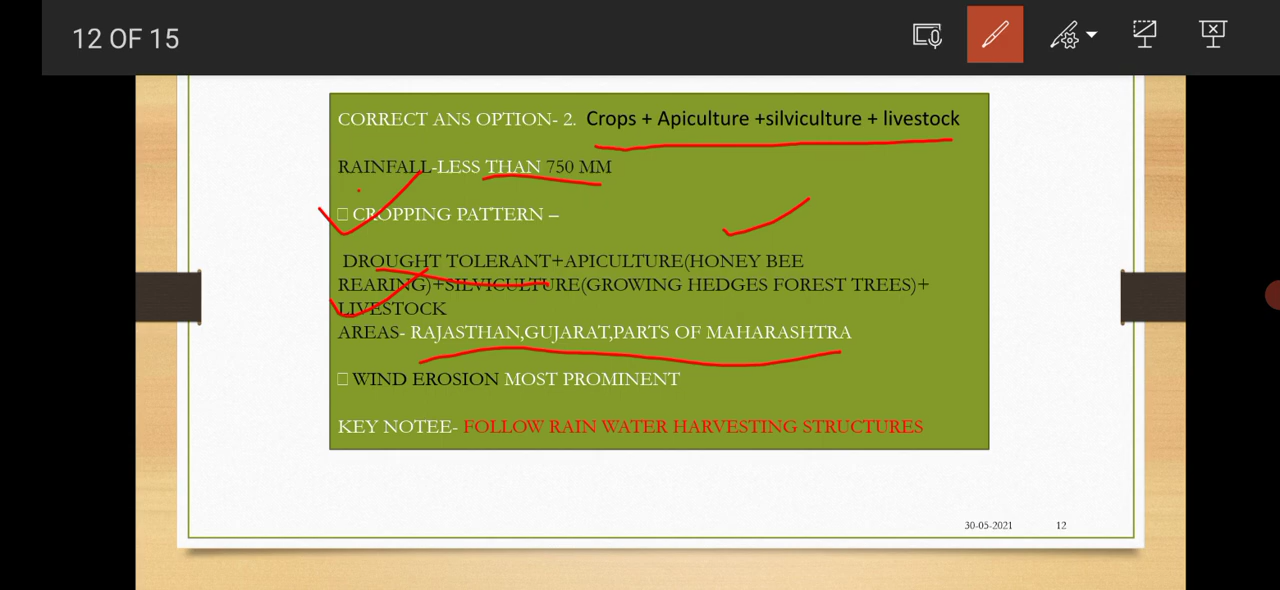 12 OF 15
CORRECT ANS OPTION- 2. Crops + Apiculture +silviculture + livestock
RAINFALL-LESS THAN 750 MM
□ CROPPING PATTERN –
DROUGHT TOLERANT+APICULTURE(HONEY BEE
REARING)+SILVICULTURE(GROWING HEDGES FOREST TREES)+
LIVESTOCK
AREAS- RAJASTHAN,GUJARAT,PARTS OF MAHARASHTRA
□ WIND EROSION MOST PROMINENT
KEY NOTEE- FOLLOW RAIN WATER HARVESTING STRUCTURES
30-05-2021 12